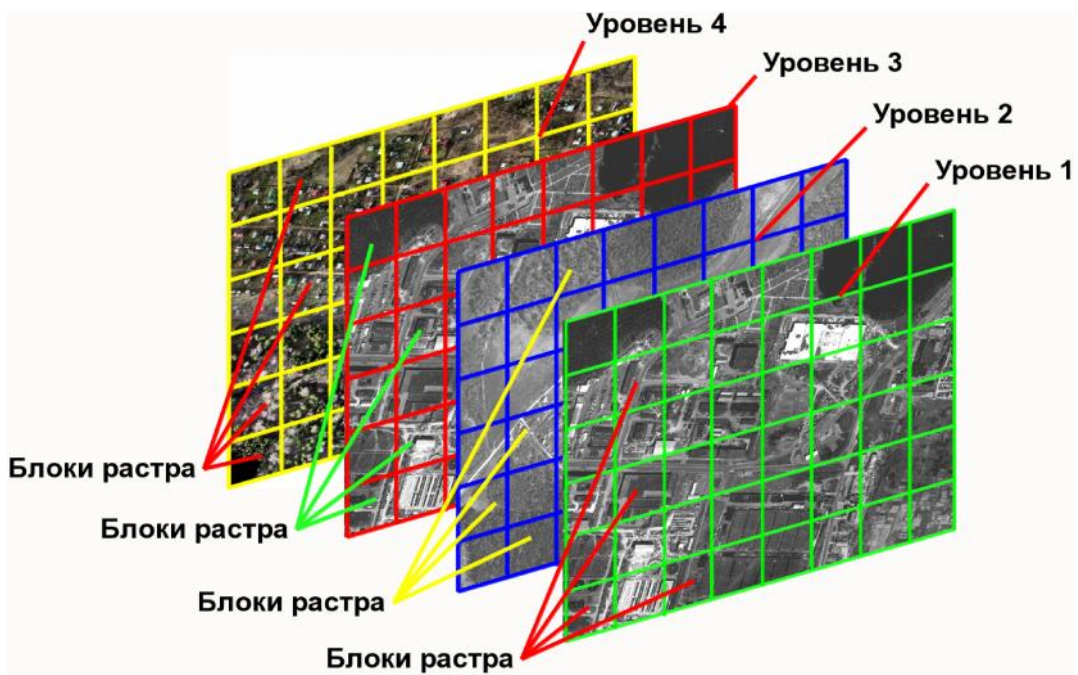 Уровень 4
Уровень 3
Уровень 2
Уровень 1
Блоки растра
Блоки растра
Блоки растра
Блоки растра